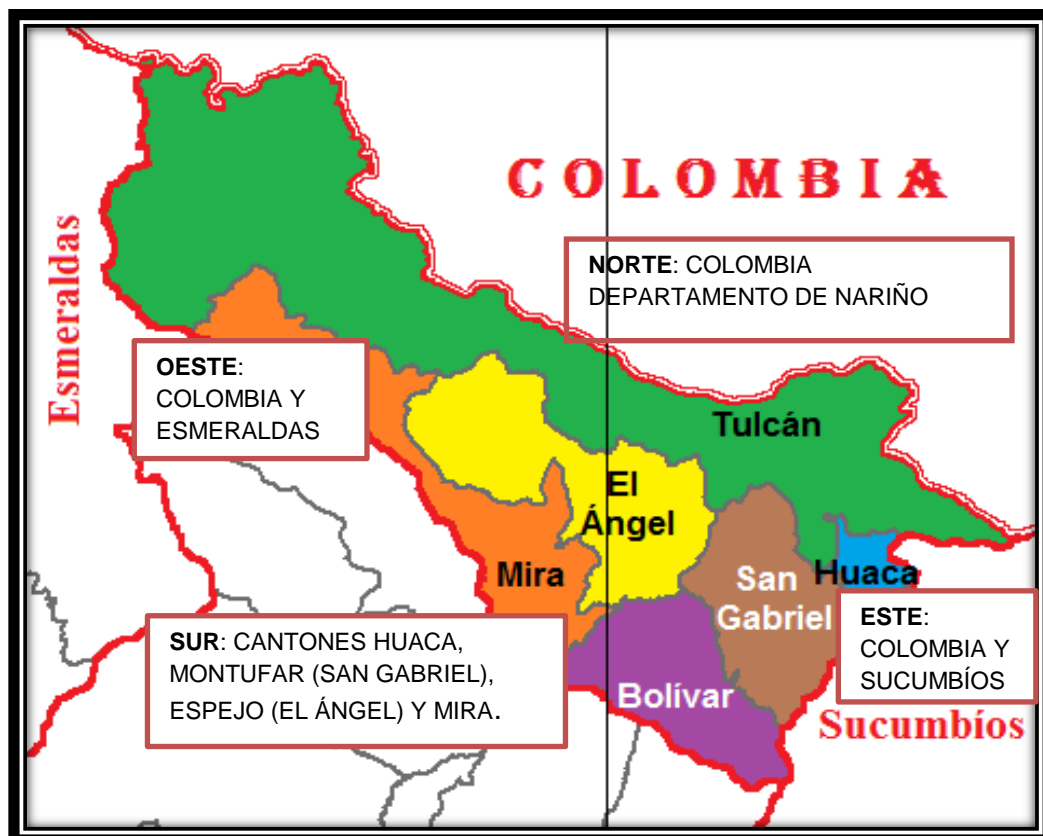 COLOMBIA
Esmeraldas
NORTE: COLOMBIA
DEPARTAMENTO DE NARIÑO
OESTE:
COLOMBIA Y
ESMERALDAS
Tulcán
El
Ángel
Mira
San
Gabriel
Huaca
SUR: CANTONES HUACA,
MONTUFAR (SAN GABRIEL),
ESPEJO (EL ÁNGEL) Y MIRA.
ESTE:
COLOMBIA Y
SUCUMBÍOS
Bolívar
Sucumbíos